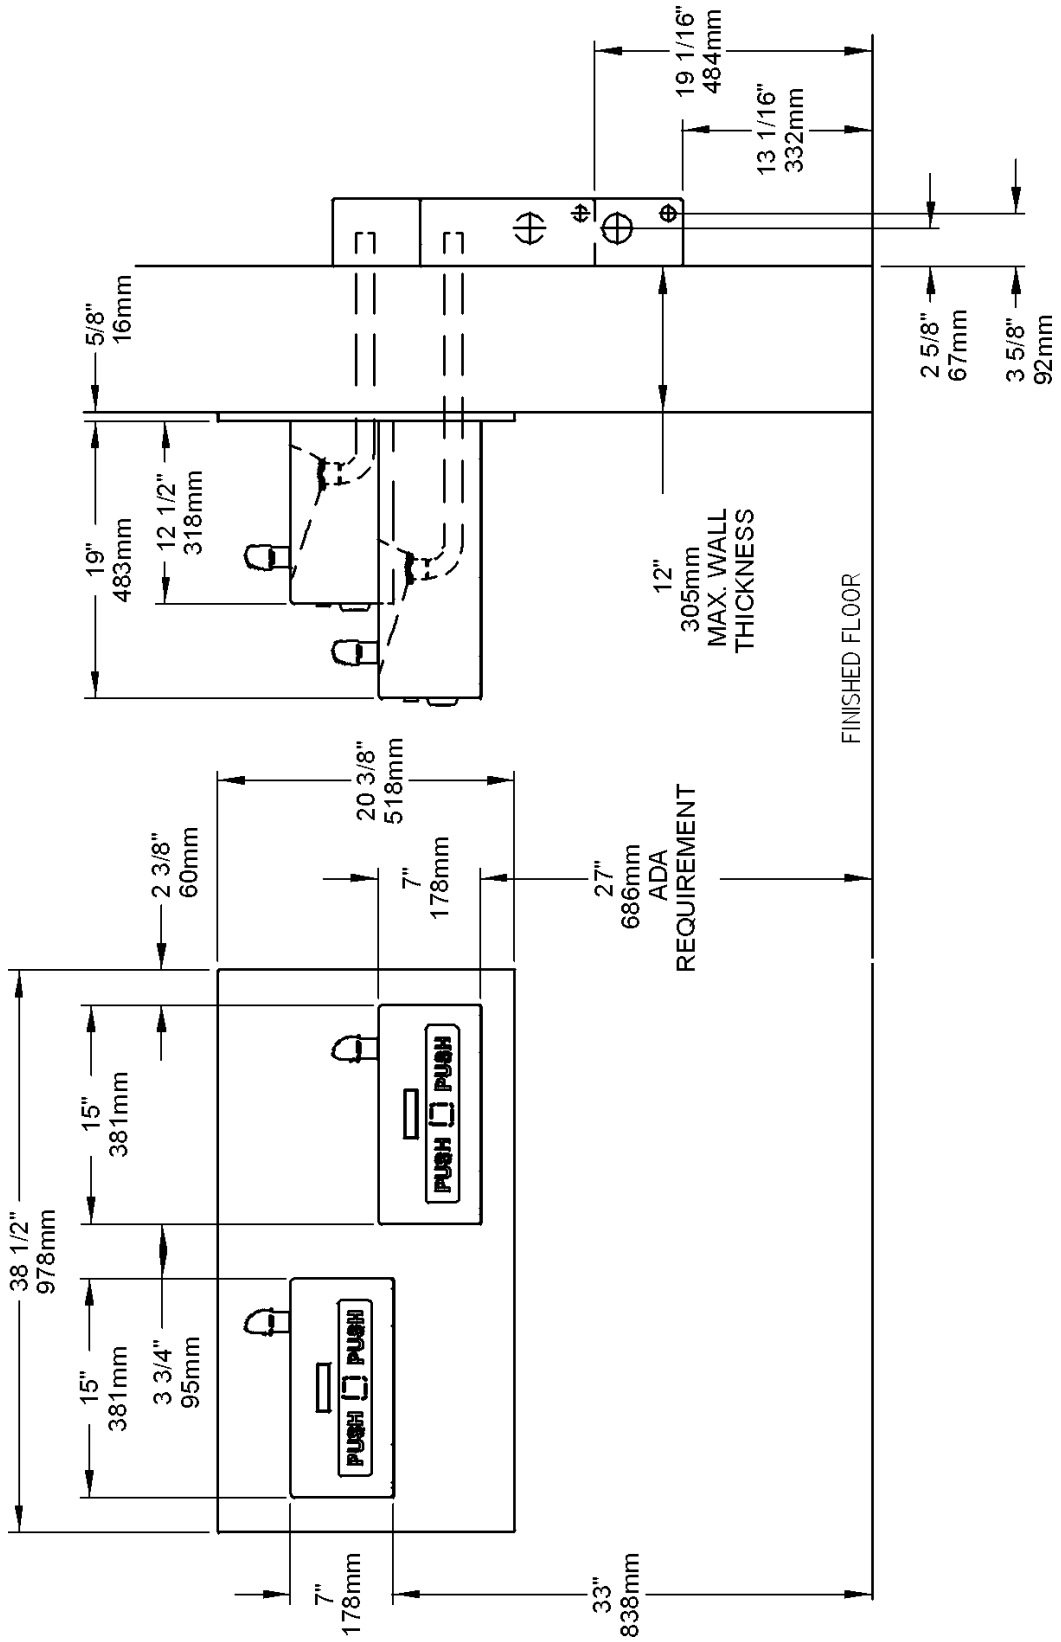 38 1/2"
978mm
15"
381mm
15"
381mm
3 3/4"
95mm
2 3/8"
60mm
7"
178mm
33"
838mm
PUSH PUSH
PUSH PUSH
20 3/8"
518mm
7"
178mm
27"
686mm
ADA
REQUIREMENT
19"
483mm
12 1/2"
318mm
5/8"
16mm
12"
305mm
MAX. WALL
THICKNESS
FINISHED FLOOR
19 1/16"
484mm
13 1/16"
332mm
2 5/8"
67mm
3 5/8"
92mm